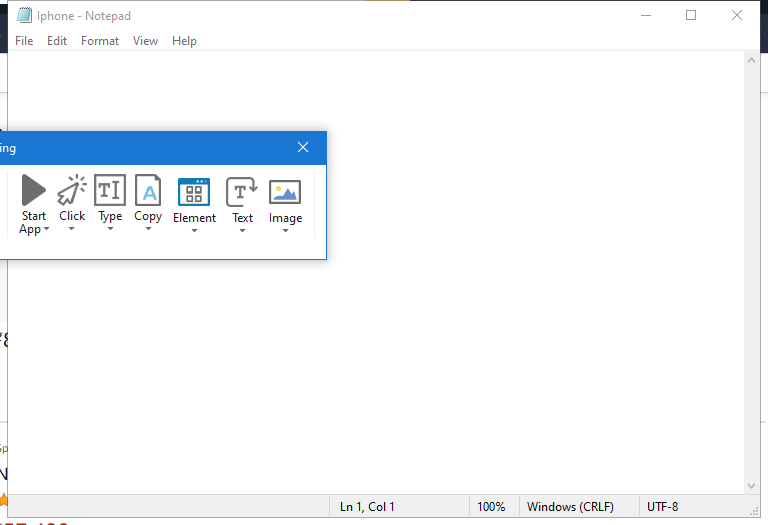 Iphone - Notepad
File Edit Format View Help
ing
Start App Click Type Copy Element Text Image
N
Ln 1, Col 1 100% Windows (CRLF) UTF-8